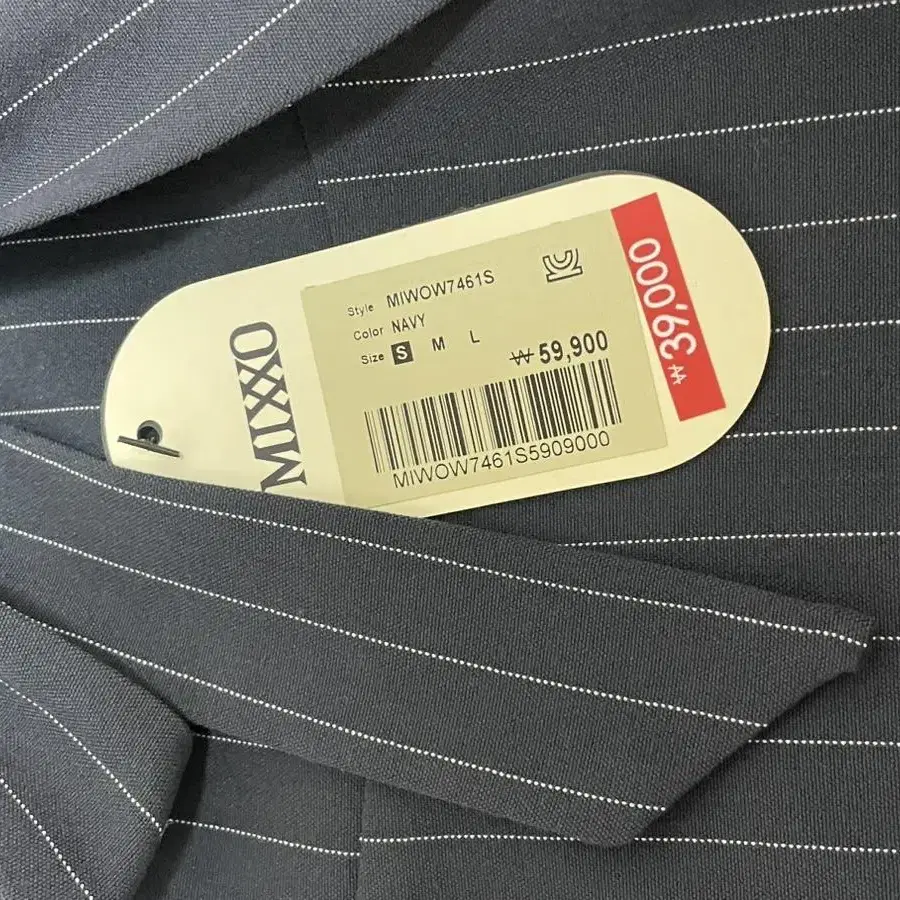 MIXXO
Style MIWOW7461S
Color NAVY
Size S M L
₩ 59,900
MIWOW7461S5909000
₩ 39,000